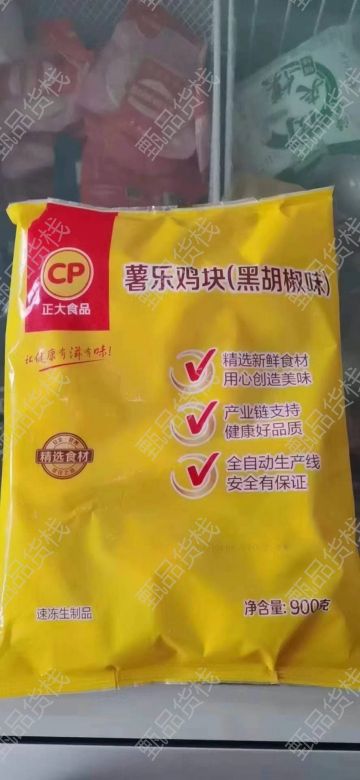 CP
正大食品
薯乐鸡块(黑胡椒味)
让健康有滋有味!
精选新鲜食材
用心创造美味
产业链支持
健康好品质
精选食材
全自动生产线
安全有保证
速冻生制品
净含量: 900克
甄品货栈